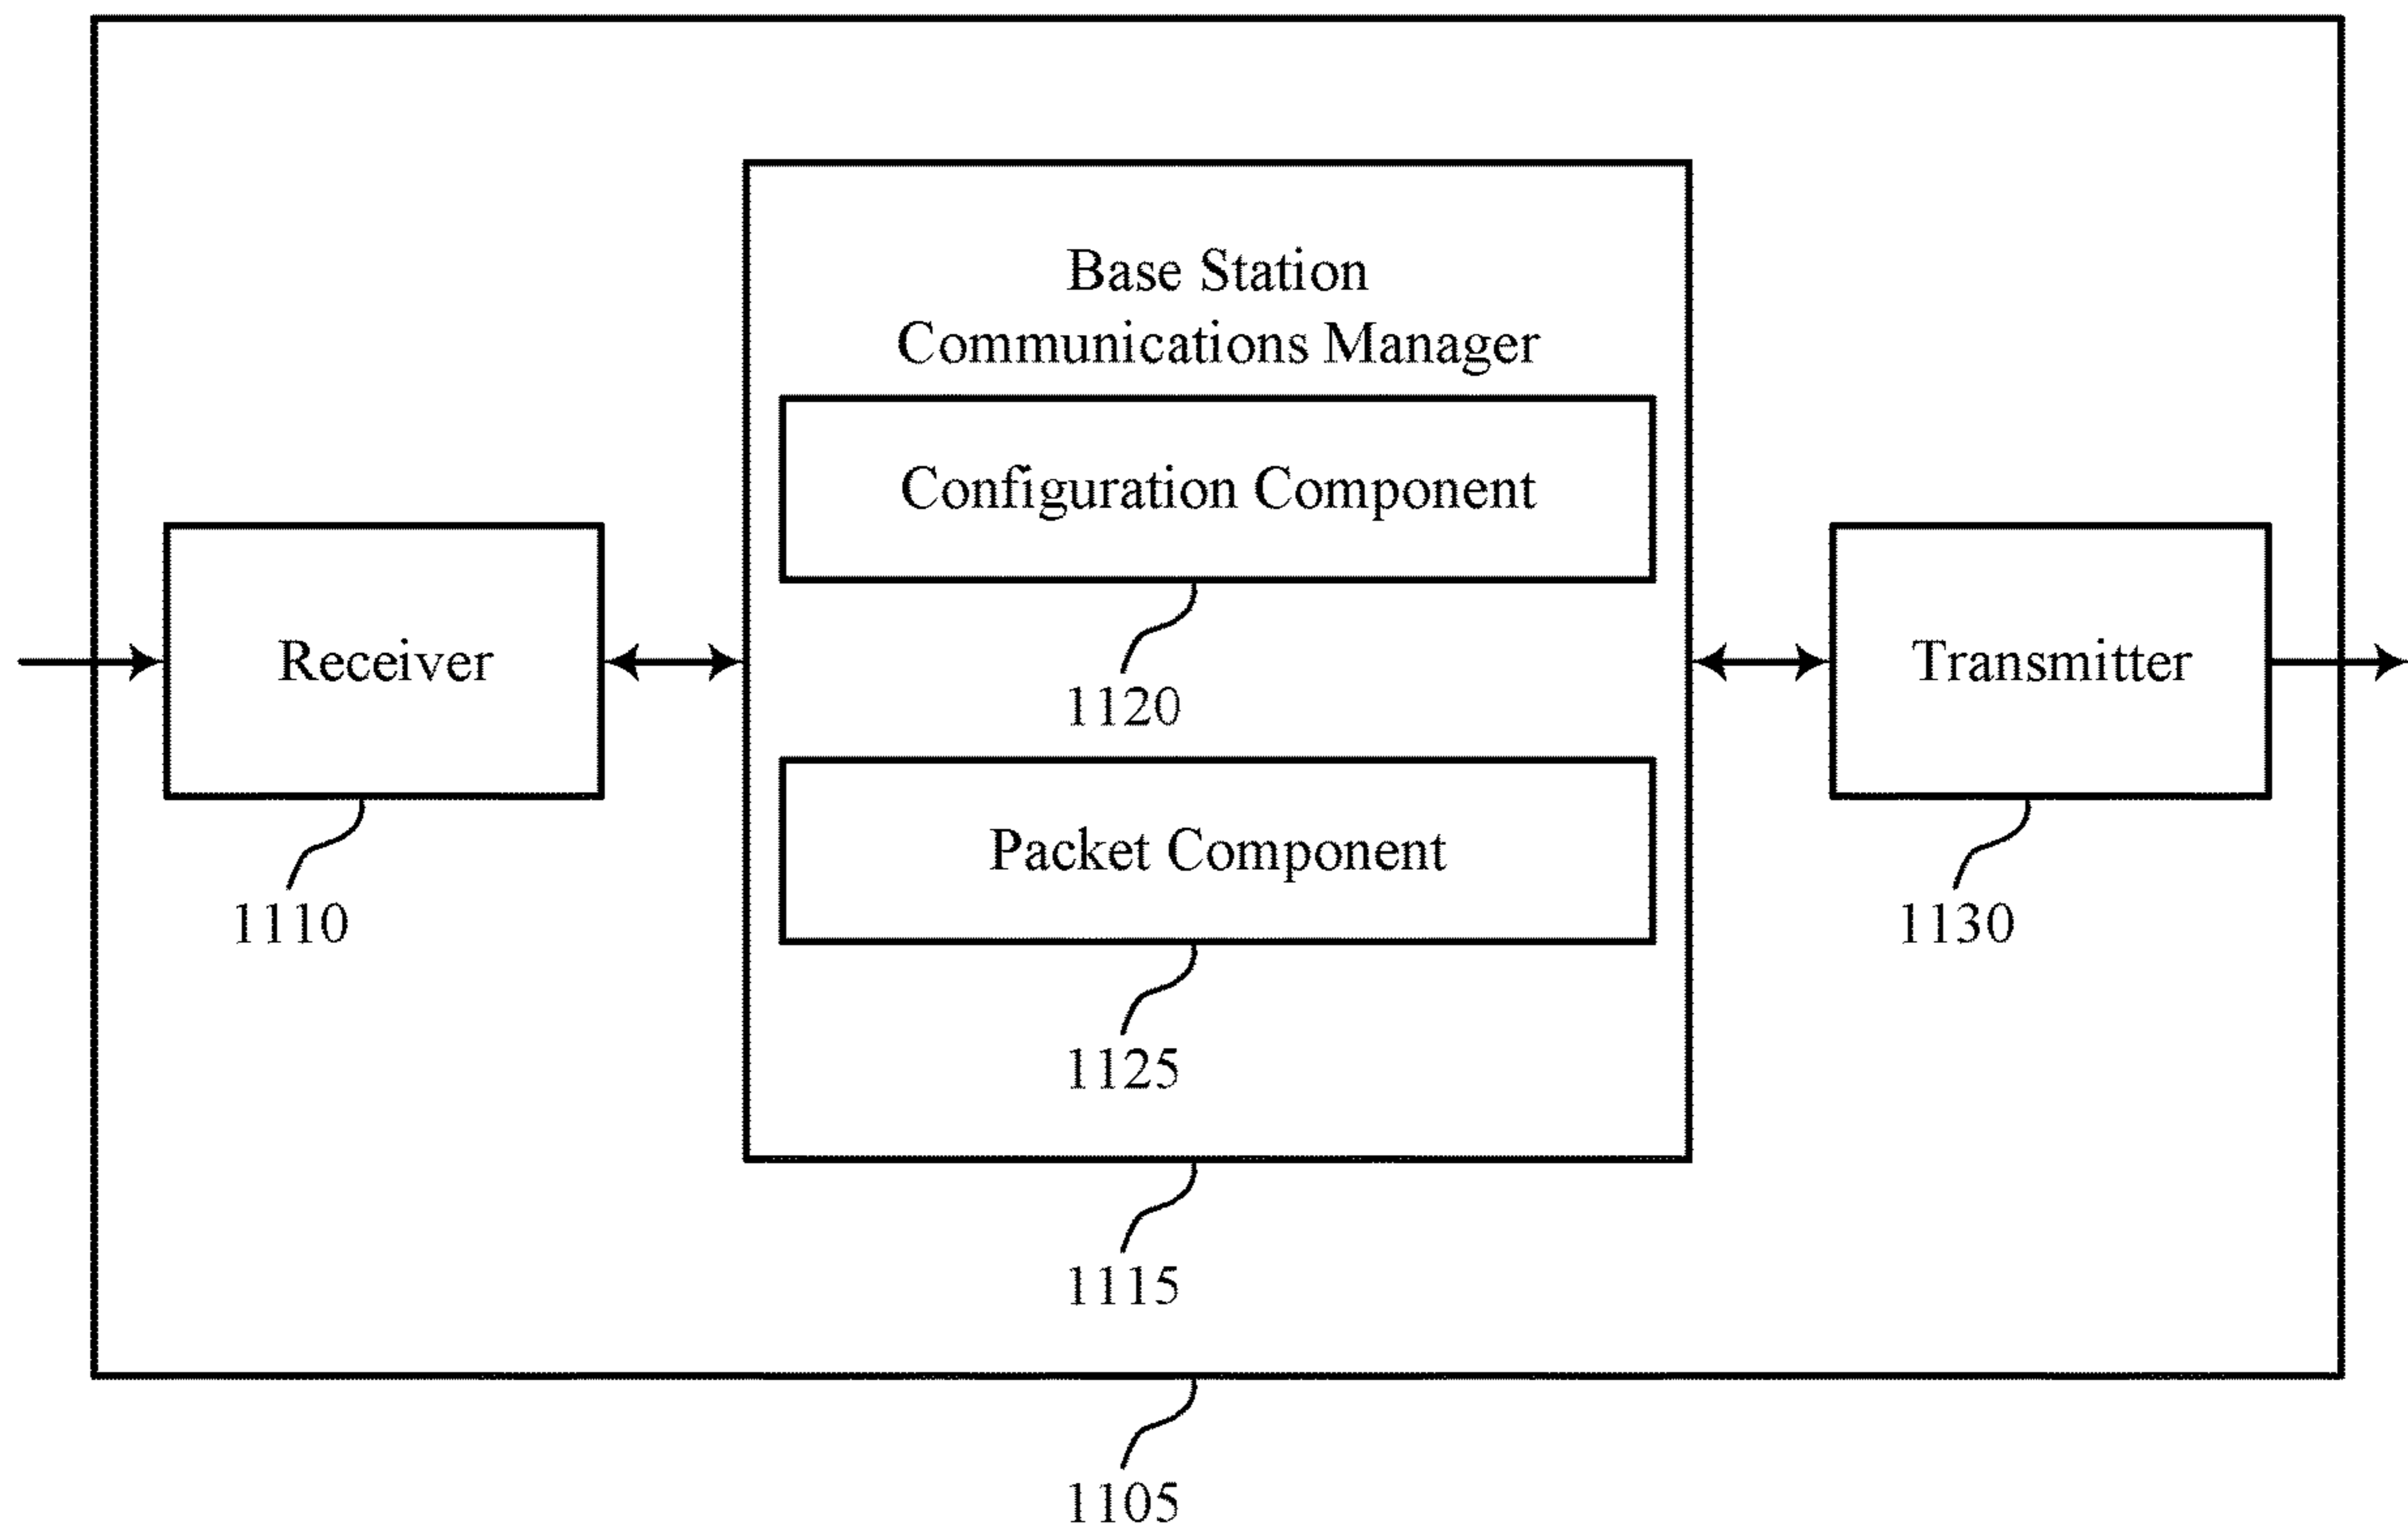 Base Station
Communications Manager
Configuration Component
Receiver
Transmitter
1120
Packet Component
1110
1130
1125
1115
1105